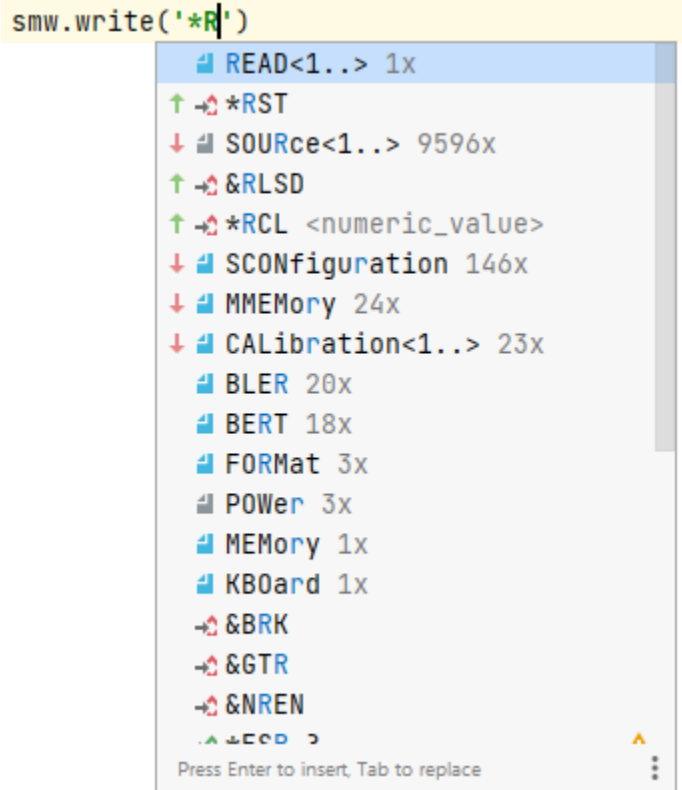 smw.write('*R')
READ<1..> 1x
*RST
SOURce<1..> 9596x
&RLSD
*RCL <numeric_value>
SCONfiguration 146x
MMEMory 24x
CALibration<1..> 23x
BLER 20x
BERT 18x
FORMat 3x
POWer 3x
MEMory 1x
KBOard 1x
&BRK
&GTR
&NREN
*ESR ?
Press Enter to insert, Tab to replace